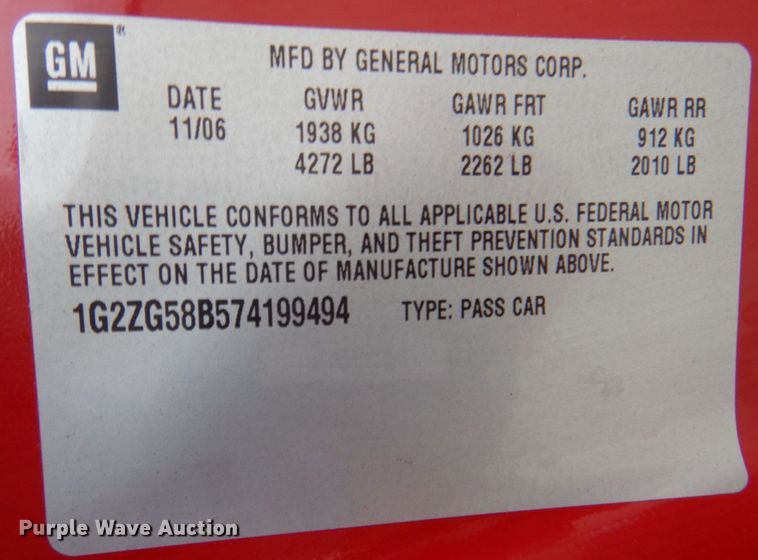 GM®
MFD BY GENERAL MOTORS CORP.
DATE GVWR GAWR FRT GAWR RR
11/06 1938 KG 1026 KG 912 KG
4272 LB 2262 LB 2010 LB
THIS VEHICLE CONFORMS TO ALL APPLICABLE U.S. FEDERAL MOTOR
VEHICLE SAFETY, BUMPER, AND THEFT PREVENTION STANDARDS IN
EFFECT ON THE DATE OF MANUFACTURE SHOWN ABOVE.
1G2ZG58B574199494 TYPE: PASS CAR
Purple Wave Auction